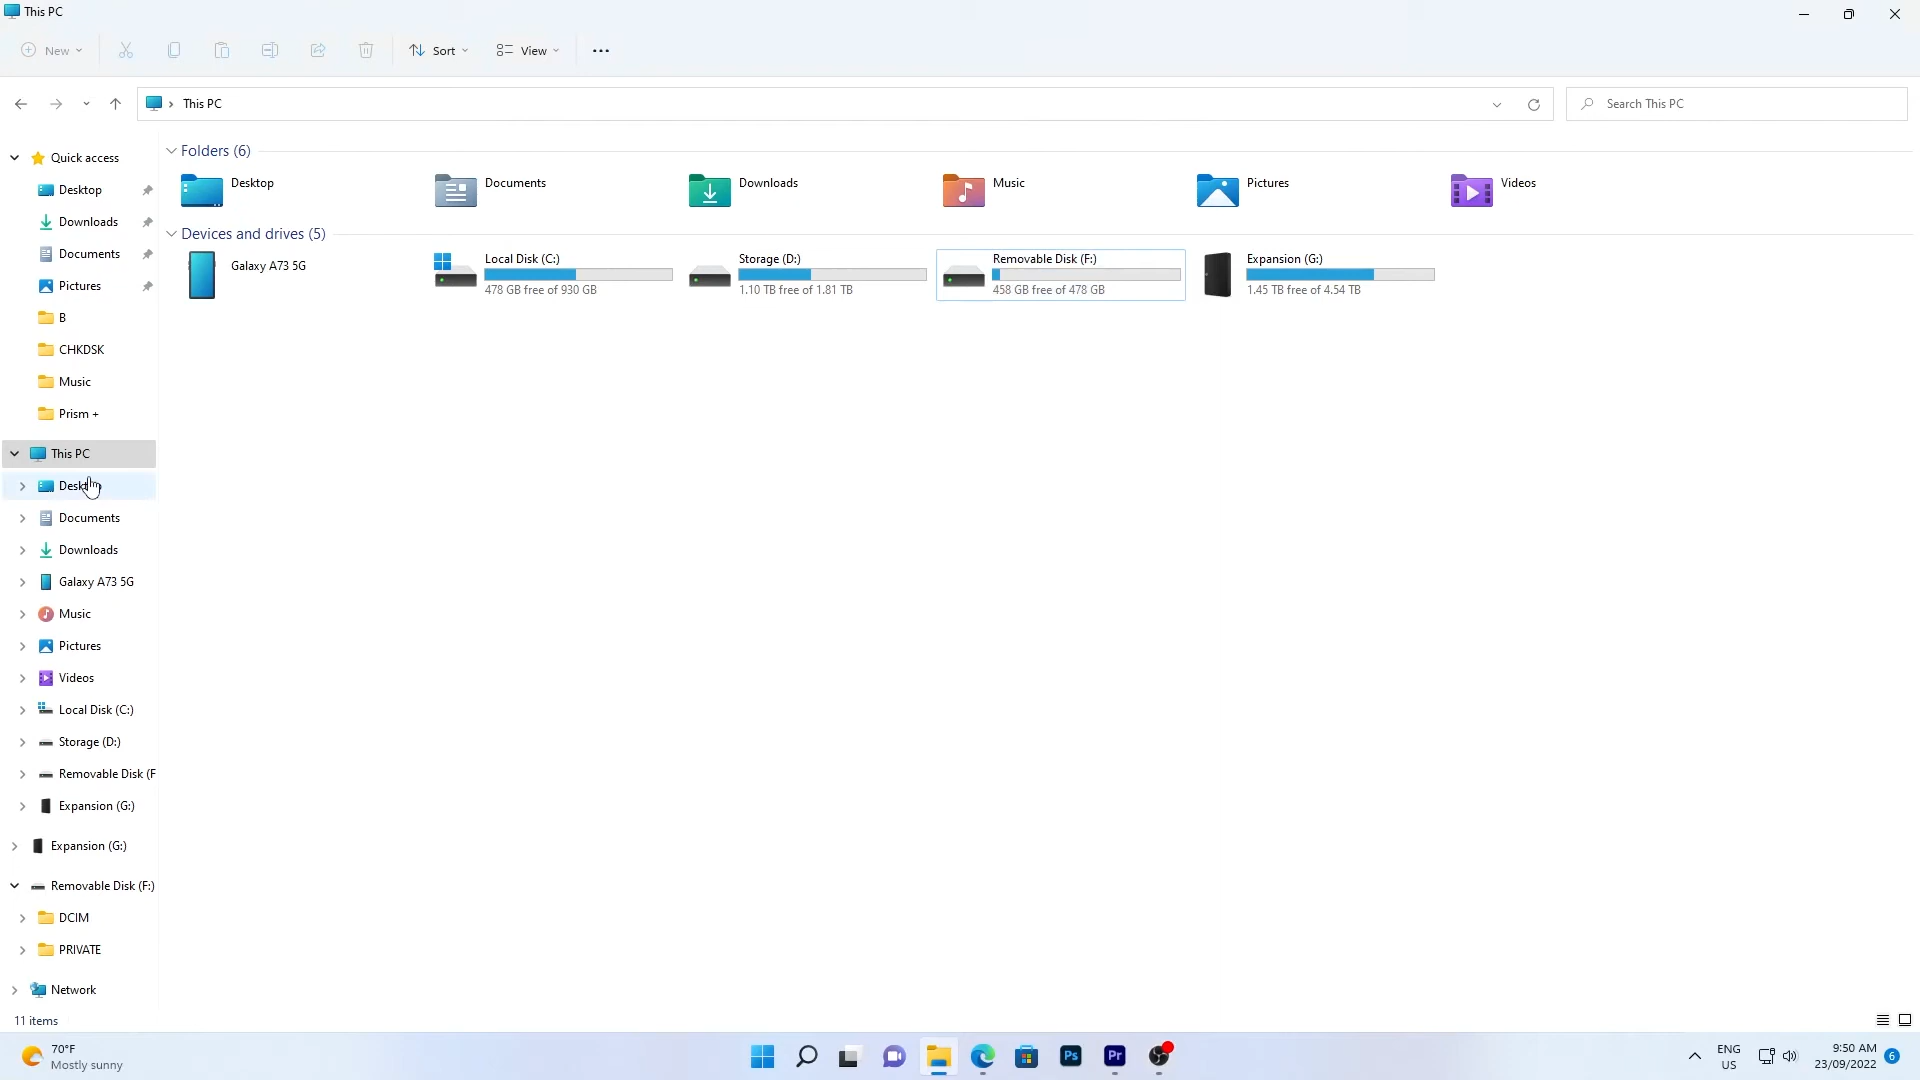 This PC
New
Sort
View
This PC
Search This PC
Quick access
Desktop
Downloads
Documents
Pictures
B
CHKDSK
Music
Prism +
This PC
Documents
Downloads
Galaxy A73 5G
Music
Pictures
Videos
Local Disk (C:)
Storage (D:)
Removable Disk (F
Expansion (G:)
Expansion (G:)
Removable Disk (F:)
DCIM
PRIVATE
Network
Folders (6)
Desktop
Documents
Downloads
Music
Pictures
Videos
Devices and drives (5)
Galaxy A73 5G
Local Disk (C:)
478 GB free of 930 GB
Storage (D:)
1.10 TB free of 1.81 TB
Removable Disk (F:)
458 GB free of 478 GB
Expansion (G:)
1.45 TB free of 4.54 TB
11 items
70°F
Mostly sunny
Ps
Pr
ENG
US
9:50 AM
23/09/2022
6